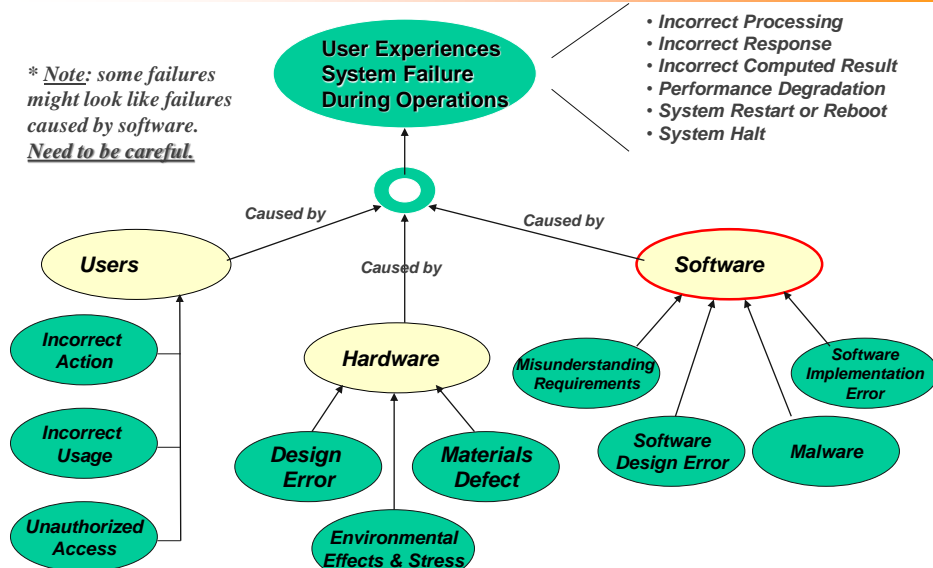 User Experiences
System Failure
During Operations
• Incorrect Processing
• Incorrect Response
• Incorrect Computed Result
• Performance Degradation
• System Restart or Reboot
• System Halt
* Note: some failures
might look like failures
caused by software.
Need to be careful.
Caused by
Caused by
Caused by
Users
Incorrect
Action
Incorrect
Usage
Unauthorized
Access
Hardware
Design
Error
Environmental
Effects & Stress
Materials
Defect
Software
Misunderstanding
Requirements
Software
Design Error
Malware
Software
Implementation
Error